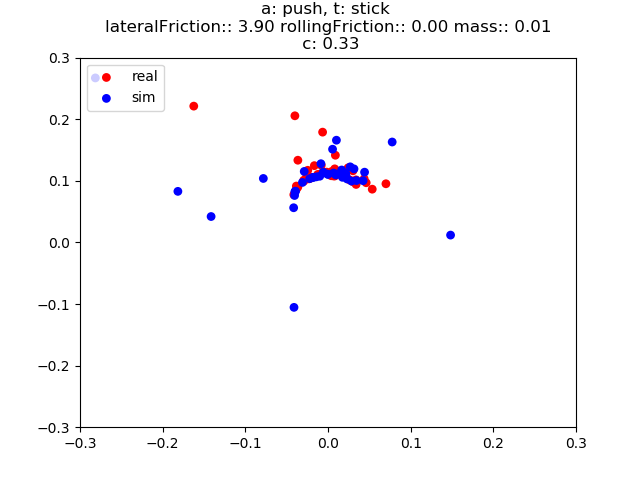 a: push, t: stick
lateralFriction:: 3.90 rollingFriction:: 0.00 mass:: 0.01
c: 0.33
real
sim
0.3
0.2
0.1
0.0
−0.1
−0.2
−0.3
−0.3 −0.2 −0.1 0.0 0.1 0.2 0.3